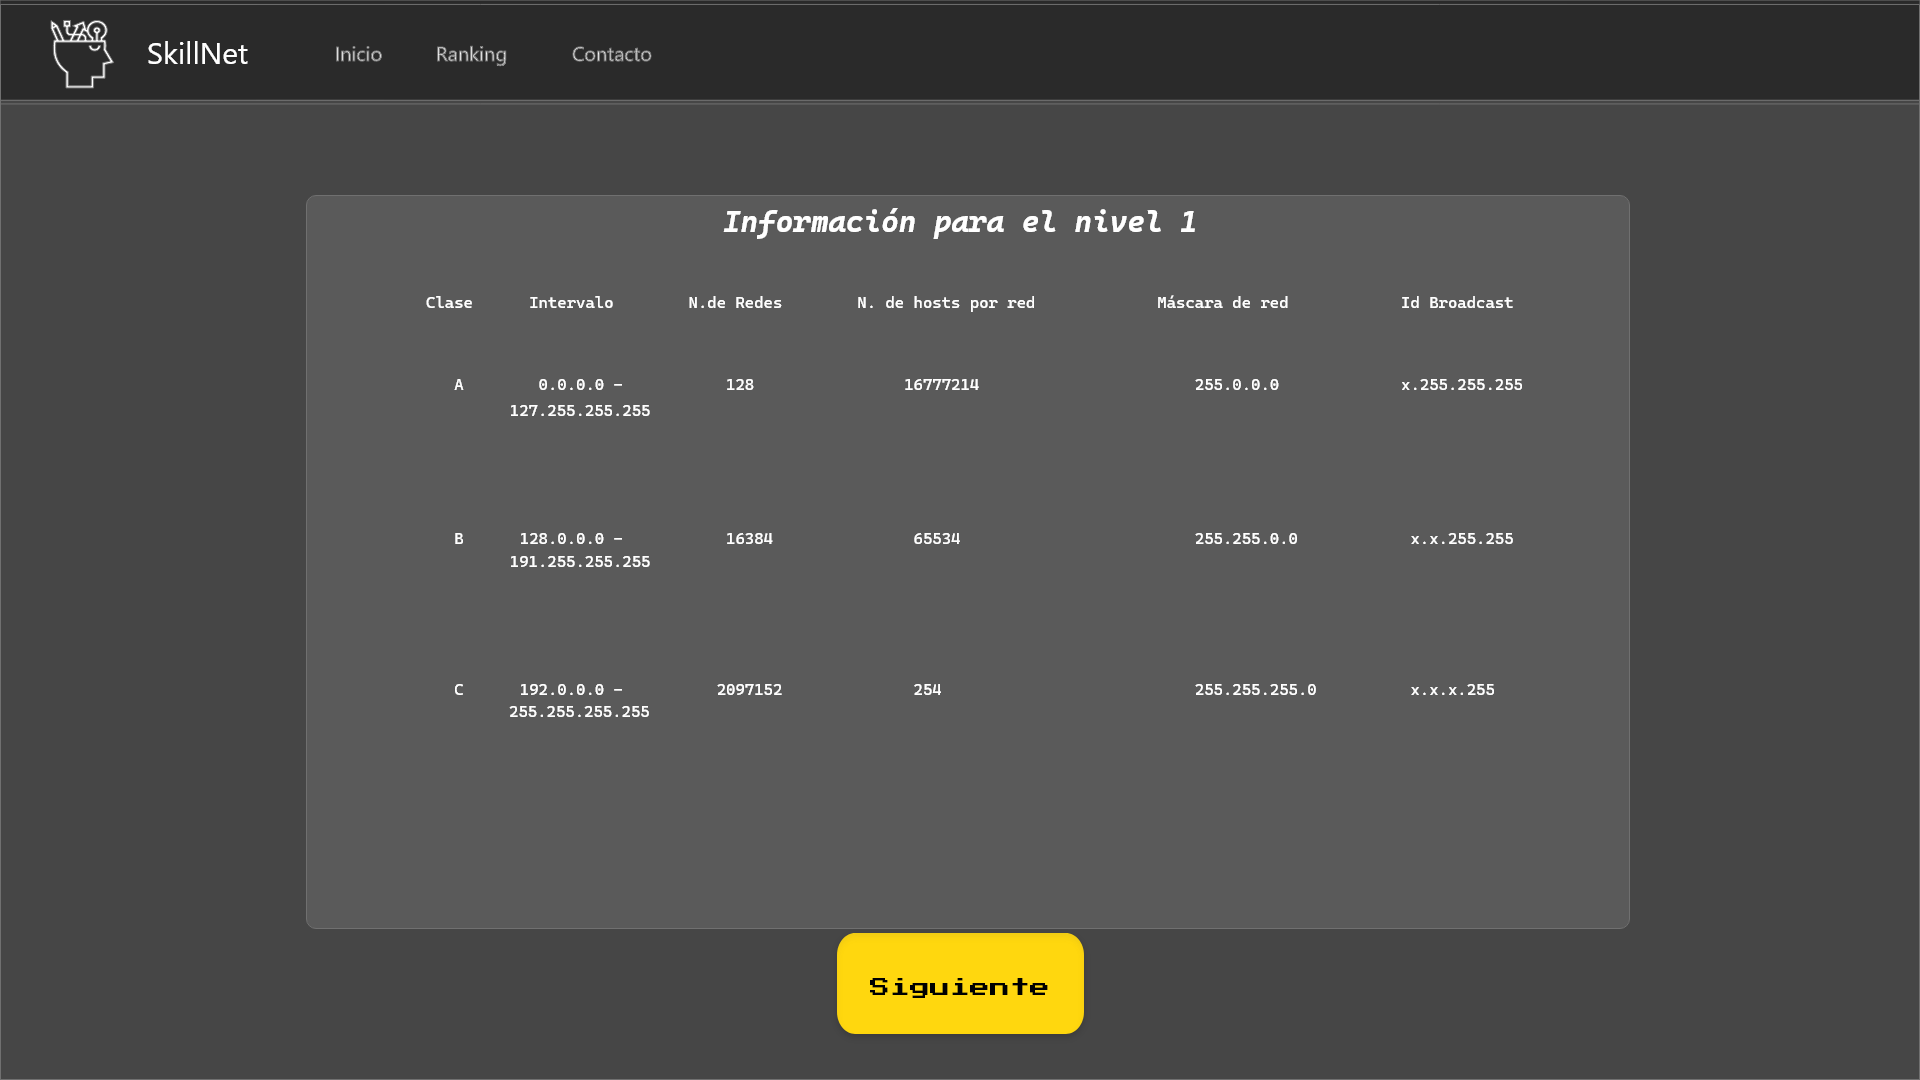 SkillNet Inicio Ranking Contacto
Información para el nivel 1
Clase Intervalo N.de Redes N. de hosts por red Máscara de red Id Broadcast
A 0.0.0.0 – 128 16777214 255.0.0.0 x.255.255.255
127.255.255.255
B 128.0.0.0 – 16384 65534 255.255.0.0 x.x.255.255
191.255.255.255
C 192.0.0.0 – 2097152 254 255.255.255.0 x.x.x.255
255.255.255.255
Siguiente